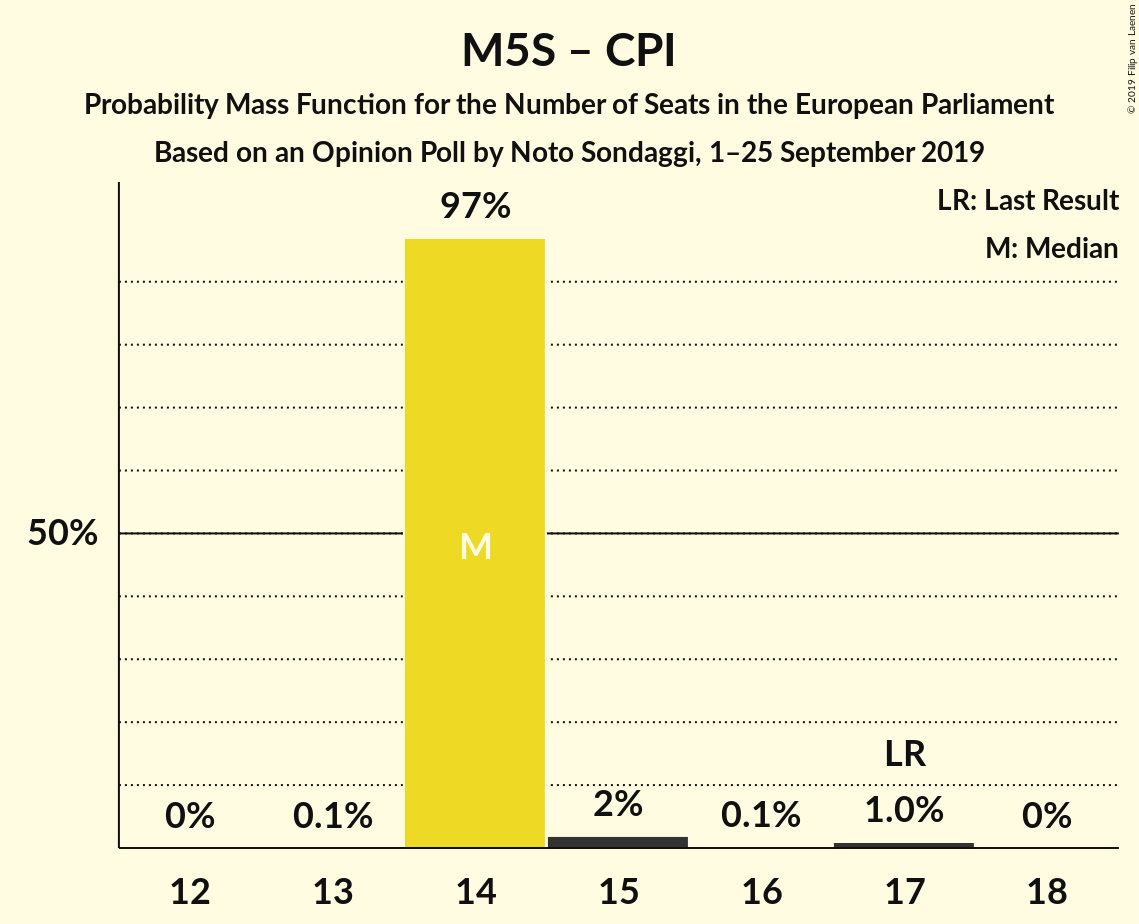 M5S – CPI
Probability Mass Function for the Number of Seats in the European Parliament
Based on an Opinion Poll by Noto Sondaggi, 1–25 September 2019
© 2019 Filip van Laenen
LR: Last Result
M: Median
97%
50%
M
LR
0%
0.1%
2%
0.1%
1.0%
0%
12
13
14
15
16
17
18